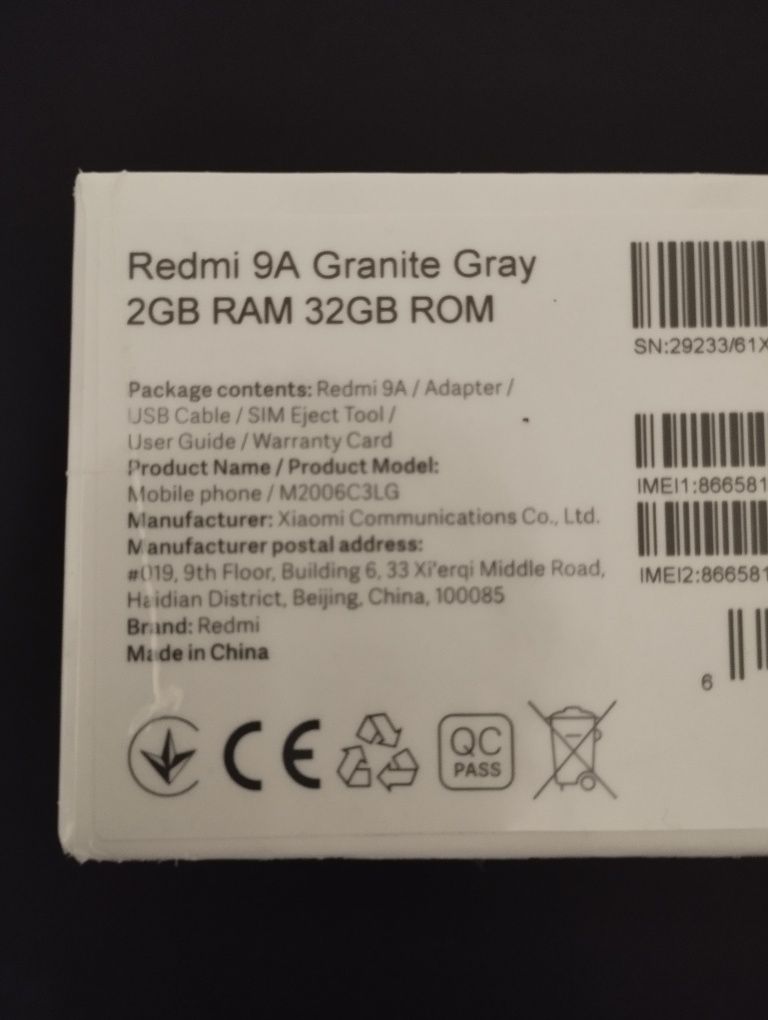 Redmi 9A Granite Gray
2GB RAM 32GB ROM
Package contents: Redmi 9A / Adapter /
USB Cable / SIM Eject Tool /
User Guide / Warranty Card
Product Name / Product Model:
Mobile phone / M2006C3LG
Manufacturer: Xiaomi Communications Co., Ltd.
Manufacturer postal address:
#019, 9th Floor, Building 6, 33 Xi'erqi Middle Road,
Haidian District, Beijing, China, 100085
Brand: Redmi
Made in China
CE
QC
PASS
SN:29233/61X
IMEI1:866581
IMEI2:866581
6